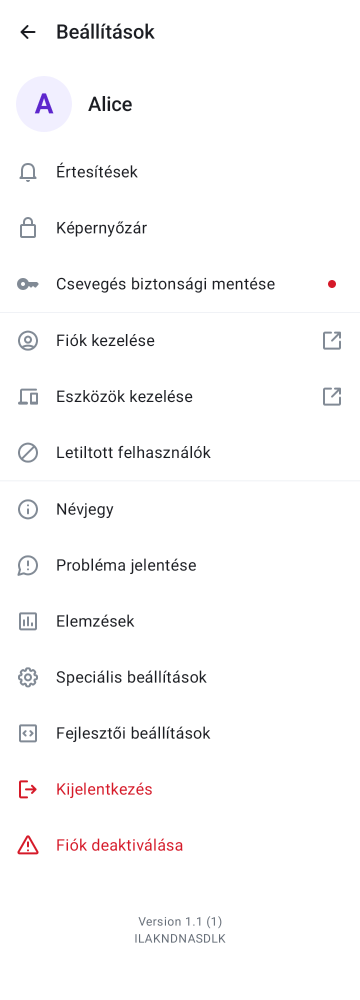 Beállítások
A
Alice
Értesítések
Képernyőzár
Csevegés biztonsági mentése
Fiók kezelése
Eszközök kezelése
Letiltott felhasználók
Névjegy
Probléma jelentése
Elemzések
Speciális beállítások
Fejlesztői beállítások
Kijelentkezés
Fiók deaktiválása
Version 1.1 (1)
ILAKNDNASDLK